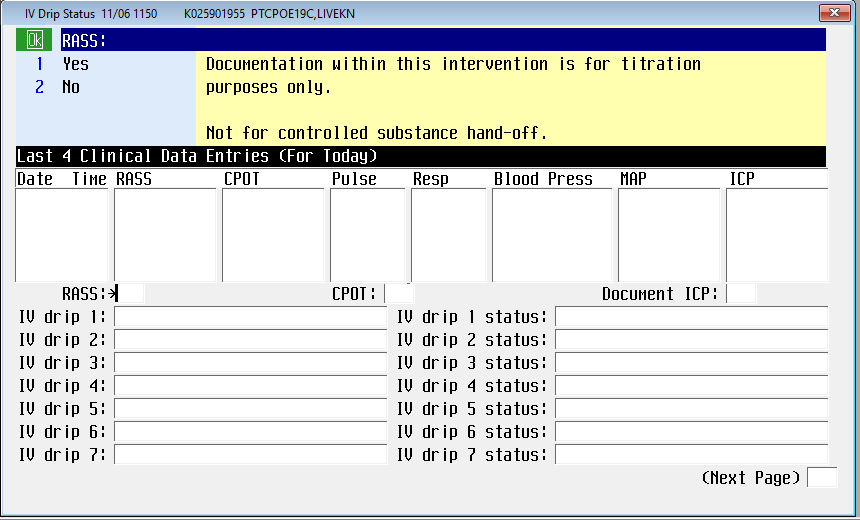 IV Drip Status 11/06 1150 K025901955 PTCPOE19C,LIVEKN
Ok RASS:
1 Yes Documentation within this intervention is for titration
2 No purposes only.
Not for controlled substance hand-off.
Last 4 Clinical Data Entries (For Today)
Date Time RASS CPOT Pulse Resp Blood Press MAP ICP
RASS:→ CPOT: Document ICP:
IV drip 1: IV drip 1 status:
IV drip 2: IV drip 2 status:
IV drip 3: IV drip 3 status:
IV drip 4: IV drip 4 status:
IV drip 5: IV drip 5 status:
IV drip 6: IV drip 6 status:
IV drip 7: IV drip 7 status:
(Next Page)